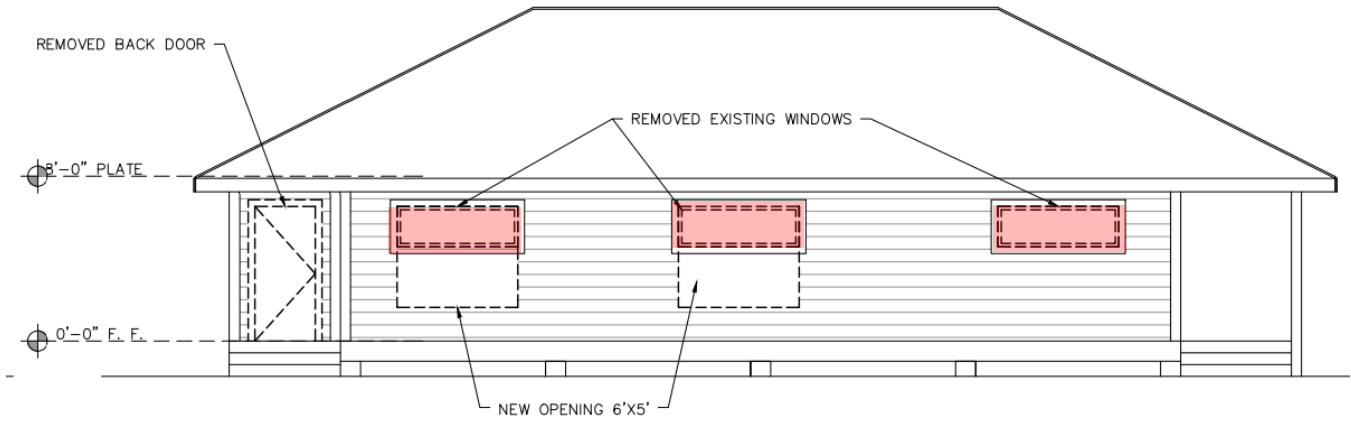 REMOVED BACK DOOR
REMOVED EXISTING WINDOWS
8'-0" PLATE
0'-0" F. F.
NEW OPENING 6'X5'